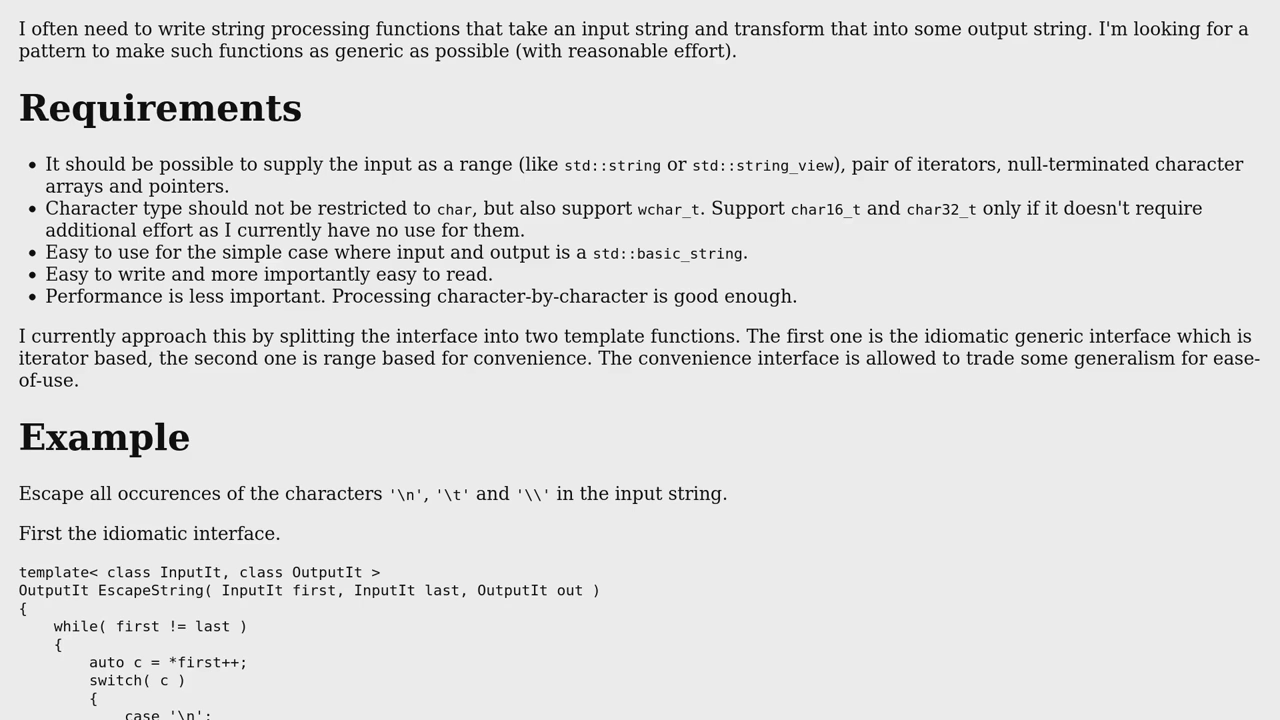 I often need to write string processing functions that take an input string and transform that into some output string. I'm looking for a
pattern to make such functions as generic as possible (with reasonable effort).
Requirements
• It should be possible to supply the input as a range (like std::string or std::string_view), pair of iterators, null-terminated character
arrays and pointers.
• Character type should not be restricted to char, but also support wchar_t. Support char16_t and char32_t only if it doesn't require
additional effort as I currently have no use for them.
• Easy to use for the simple case where input and output is a std::basic_string.
• Easy to write and more importantly easy to read.
• Performance is less important. Processing character-by-character is good enough.
I currently approach this by splitting the interface into two template functions. The first one is the idiomatic generic interface which is
iterator based, the second one is range based for convenience. The convenience interface is allowed to trade some generalism for ease-
of-use.
Example
Escape all occurences of the characters '\n', '\t' and '\\' in the input string.
First the idiomatic interface.
template< class InputIt, class OutputIt >
OutputIt EscapeString( InputIt first, InputIt last, OutputIt out )
{
    while( first != last )
    {
        auto c = *first++;
        switch( c )
        {
            case '\n':